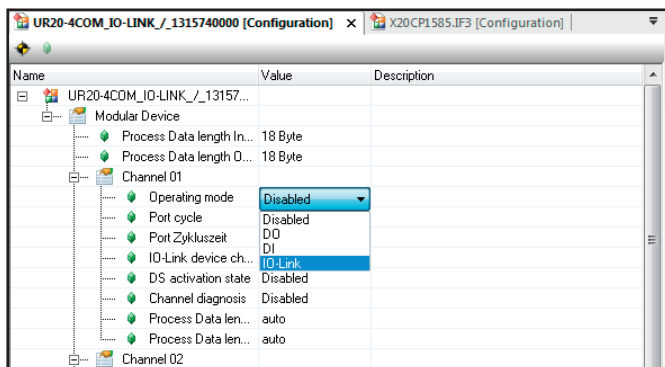 UR20-4COM_IO-LINK_/_1315740000 [Configuration] X20CP1585.IF3 [Configuration]
Name Value Description
UR20-4COM_IO-LINK_/_13157...
Modular Device
Process Data length In... 18 Byte
Process Data length O... 18 Byte
Channel 01
Operating mode Disabled
Port cycle Disabled
Port Zykluszeit DO
DI
IO-Link device ch... IO-Link
DS activation state Disabled
Channel diagnosis Disabled
Process Data len... auto
Process Data len... auto
Channel 02